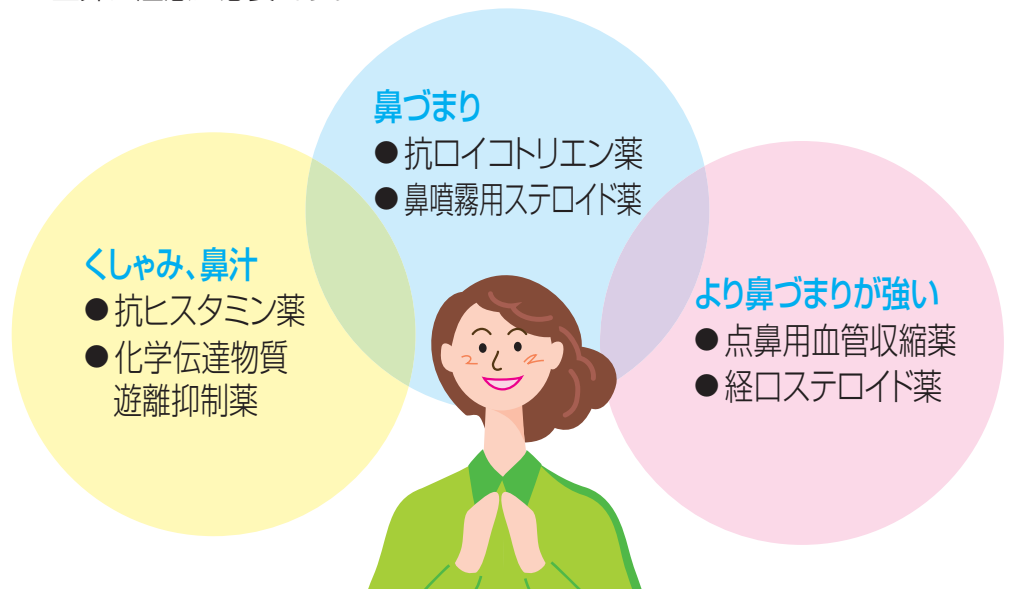 鼻づまり
●抗ロイコトリエン薬
●鼻噴霧用ステロイド薬
くしゃみ、鼻汁
●抗ヒスタミン薬
●化学伝達物質
遊離抑制薬
より鼻づまりが強い
●点鼻用血管収縮薬
●経口ステロイド薬